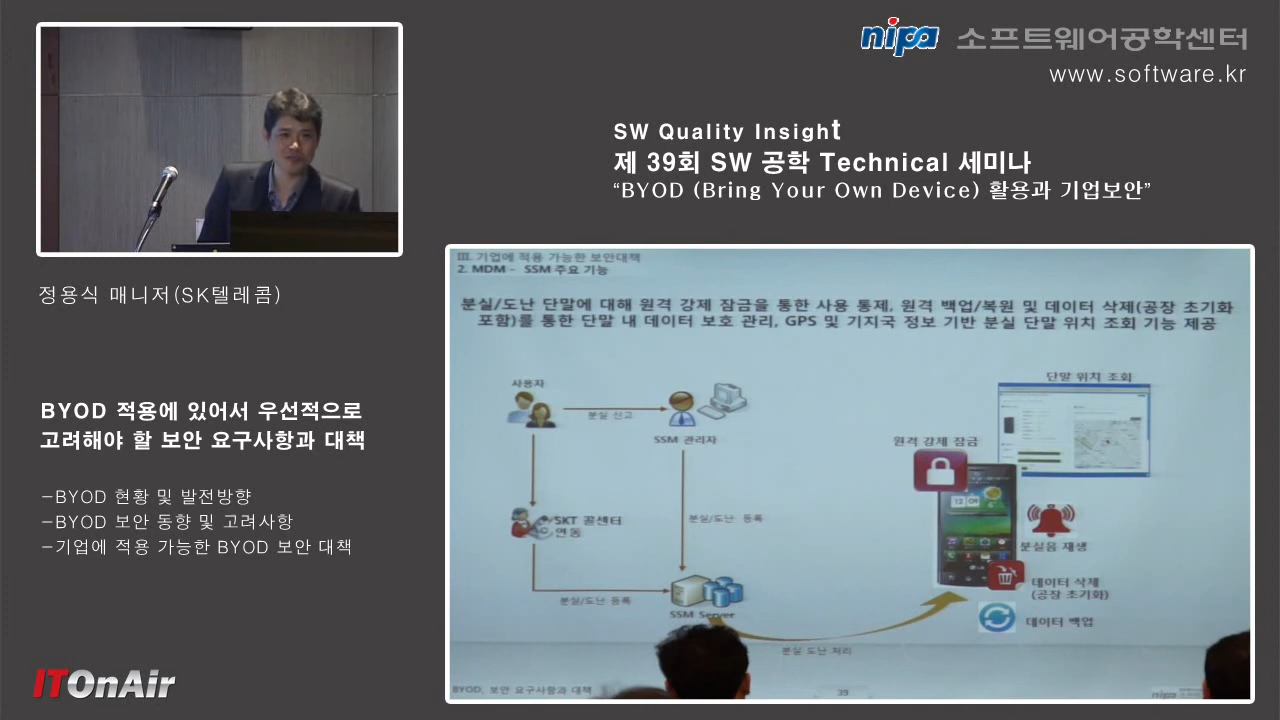 nipa 소프트웨어공학센터
www.software.kr
SW Quality Insight
제 39회 SW 공학 Technical 세미나
“BYOD (Bring Your Own Device) 활용과 기업보안”
정용식 매니저(SK텔레콤)
BYOD 적용에 있어서 우선적으로
고려해야 할 보안 요구사항과 대책
-BYOD 현황 및 발전방향
-BYOD 보안 동향 및 고려사항
-기업에 적용 가능한 BYOD 보안 대책
ITOnAir
III. 기업에 적용 가능한 보안대책
2. MDM - SSM 주요 기능
분실/도난 단말에 대해 원격 강제 잠금을 통한 사용 통제, 원격 백업/복원 및 데이터 삭제(공장 초기화
포함)를 통한 단말 내 데이터 보호 관리, GPS 및 기지국 정보 기반 분실 단말 위치 조회 기능 제공
사용자
분실 신고
SSM 관리자
단말 위치 조회
원격 강제 잠금
12 09
SKT 콜센터
연동
분실/도난 등록
분실음 재생
분실/도난 등록
SSM Server
데이터 삭제
(공장 초기화)
데이터 백업
분실 도난 처리
BYOD, 보안 요구사항과 대책
39
nipa